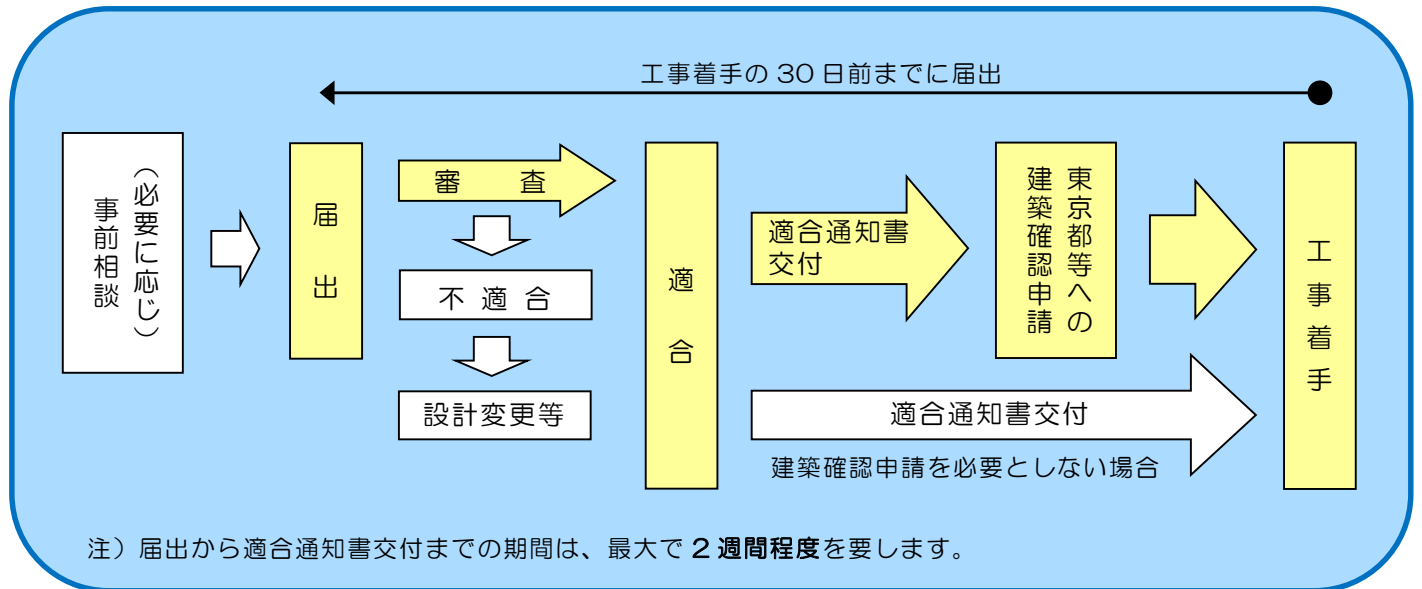 工事着手の 30 日前までに届出
（必要に応じ）
事前相談
届出
審 査
不 適 合
設計変更等
適合
適合通知書
交付
東京都等への
建築確認申請
適合通知書交付
建築確認申請を必要としない場合
工事着手
注）届出から適合通知書交付までの期間は、最大で 2 週間程度を要します。